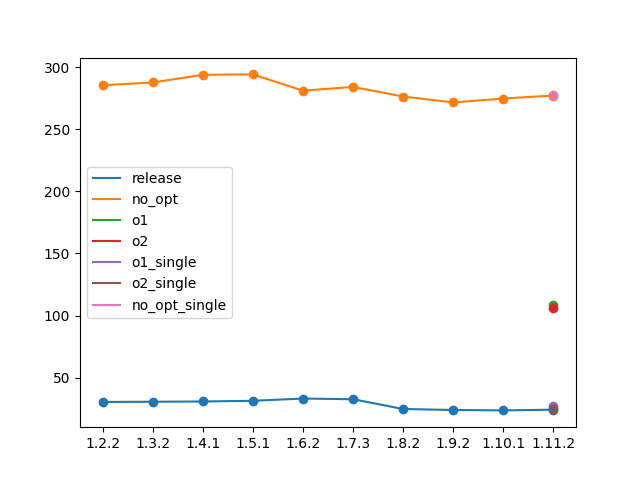 300
250
200
150
100
50
release
no_opt
o1
o2
o1_single
o2_single
no_opt_single
1.2.2 1.3.2 1.4.1 1.5.1 1.6.2 1.7.3 1.8.2 1.9.2 1.10.1 1.11.2